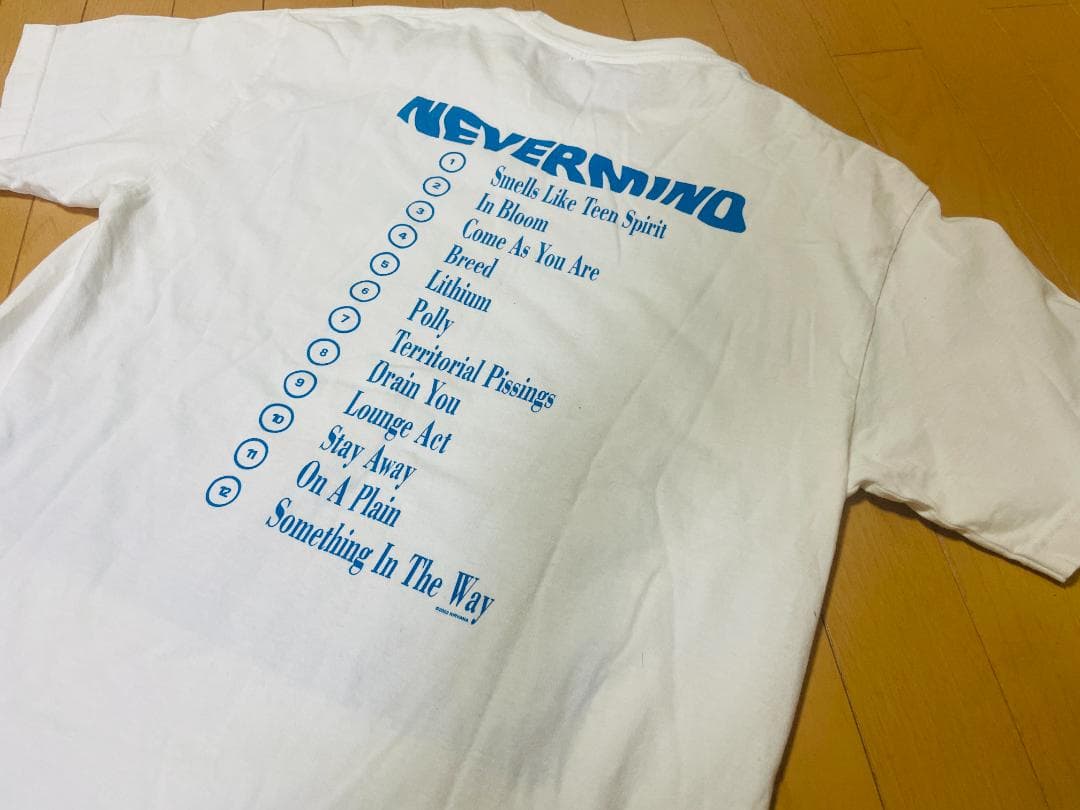 NEVERMIND
1 Smells Like Teen Spirit
2 In Bloom
3 Come As You Are
4 Breed
5 Lithium
6 Polly
7 Territorial Pissings
8 Drain You
9 Lounge Act
10 Stay Away
11 On A Plain
12 Something In The Way
NIRVANA